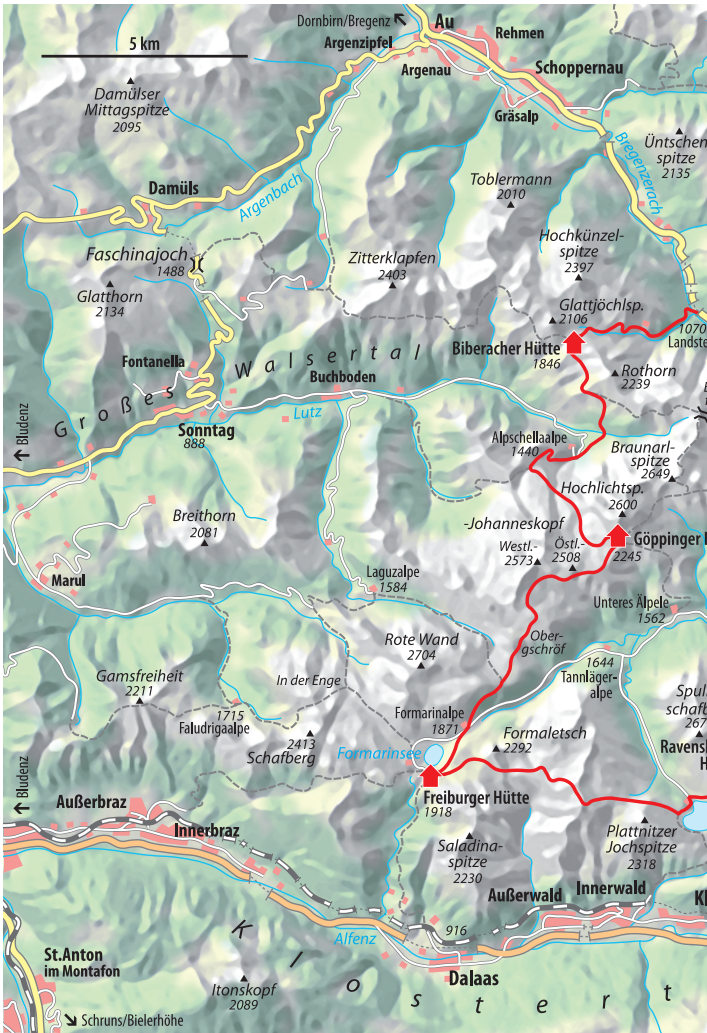 Dornbirn/Bregenz
Au
Rehmen
Argenzipfel
5 km
Argenau
Schoppernau
Damülser
Mittagspitze
2095
Gräsalp
Bregenzerach
Üntschen
spitze
2135
Toblermann
2010
Damüls
Argenbach
Hochkünzel-
spitze
2397
Faschinajoch
1488
Zitterklapfen
2403
Glatthorn
2134
Glattjöchlsp.
2106
1070
Landste
Biberacher Hütte
1846
Fontanella
Großes Walsertal
Rothorn
2239
Buchboden
Lutz
Bludenz
Sonntag
888
Alpschellaalpe
1440
Braunarl-
spitze
2649
Hochlichtsp.
2600
-Johanneskopf
Westl.-
2573
Östl.-
2508
Göppinger
2245
Breithorn
2081
Marul
Laguzalpe
1584
Unteres Älpele
1562
Rote Wand
2704
Ober-
gschröf
1644
Tannläger-
alpe
Gamsfreiheit
2211
In der Enge
Spull
schafb
267
1715
Faludrigaalpe
Formarinalpe
1871
2413
Schafberg
Formarinsee
Formaletsch
2292
Ravens
H
Bludenz
Freiburger Hütte
1918
Außerbraz
Innerbraz
Saladina-
spitze
2230
Plattnitzer
Jochspitze
2318
Außerwald
Innerwald
Kl
916
Alfenz
Klostert
St.Anton
im Montafon
Dalaas
Itonskopf
2089
Schruns/Bielerhöhe